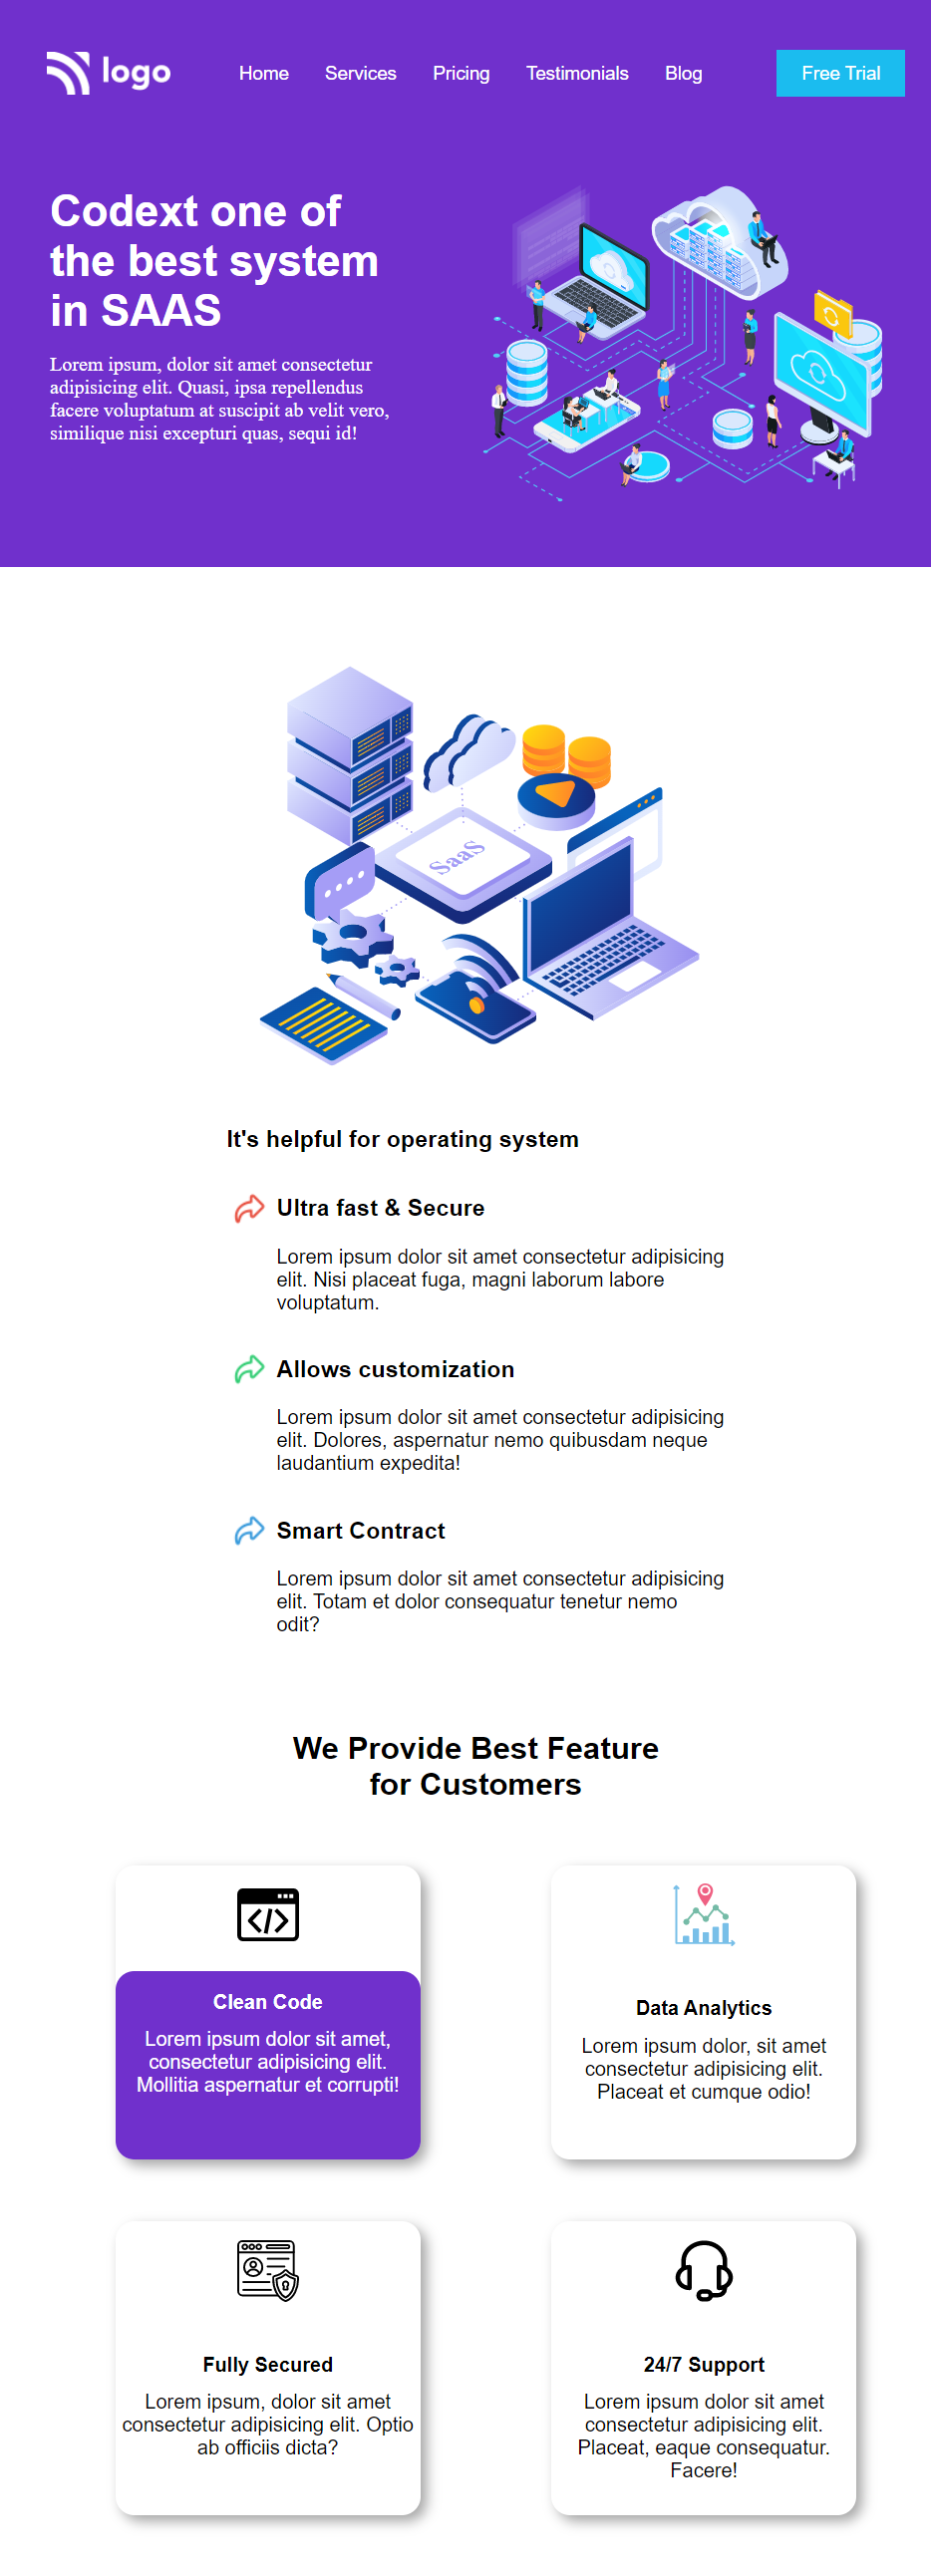 logo
Home Services Pricing Testimonials Blog
Free Trial
Codext one of
the best system
in SAAS
Lorem ipsum, dolor sit amet consectetur
adipisicing elit. Quasi, ipsa repellendus
facere voluptatum at suscipit ab velit vero,
similique nisi excepturi quas, sequi id!
SaaS
It's helpful for operating system
Ultra fast & Secure
Lorem ipsum dolor sit amet consectetur adipisicing
elit. Nisi placeat fuga, magni laborum labore
voluptatum.
Allows customization
Lorem ipsum dolor sit amet consectetur adipisicing
elit. Dolores, aspernatur nemo quibusdam neque
laudantium expedita!
Smart Contract
Lorem ipsum dolor sit amet consectetur adipisicing
elit. Totam et dolor consequatur tenetur nemo
odit?
We Provide Best Feature
for Customers
Clean Code
Lorem ipsum dolor sit amet,
consectetur adipisicing elit.
Mollitia aspernatur et corrupti!
Data Analytics
Lorem ipsum dolor, sit amet
consectetur adipisicing elit.
Placeat et cumque odio!
Fully Secured
Lorem ipsum, dolor sit amet
consectetur adipisicing elit. Optio
ab officiis dicta?
24/7 Support
Lorem ipsum dolor sit amet
consectetur adipisicing elit.
Placeat, eaque consequatur.
Facere!